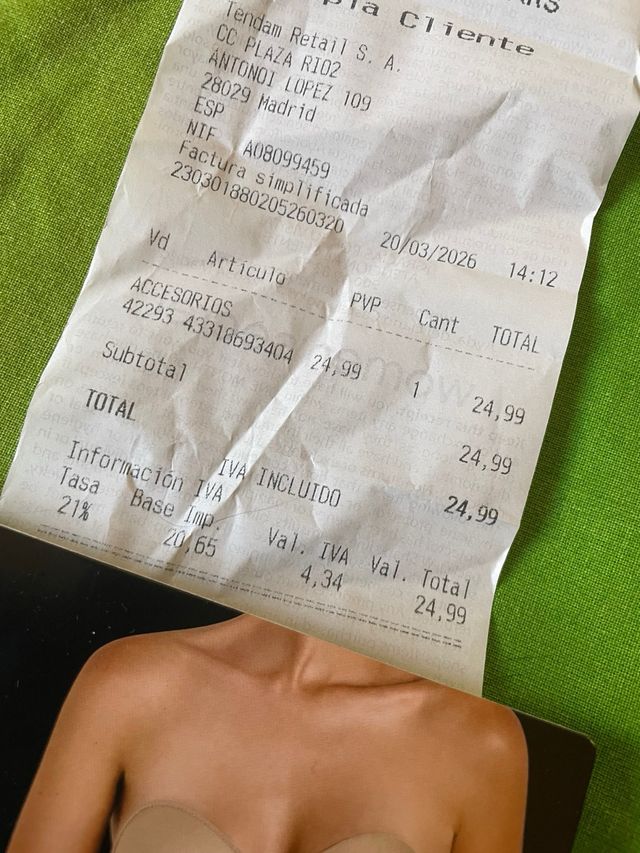 pia Cliente
Tendam Retail S. A.
CC PLAZA RIO2
ANTONOI LOPEZ 109
28029 Madrid
ESP
NIF A08099459
Factura simplificada
230301880205260320 20/03/2026 14:12
Vd Artículo PVP Cant TOTAL
ACCESORIOS
42293 43318693404 24,99 1 24,99
Subtotal 24,99
TOTAL IVA INCLUIDO 24,99
Información IVA
Tasa Base Imp. Val. IVA Val. Total
21% 20,65 4,34 24,99